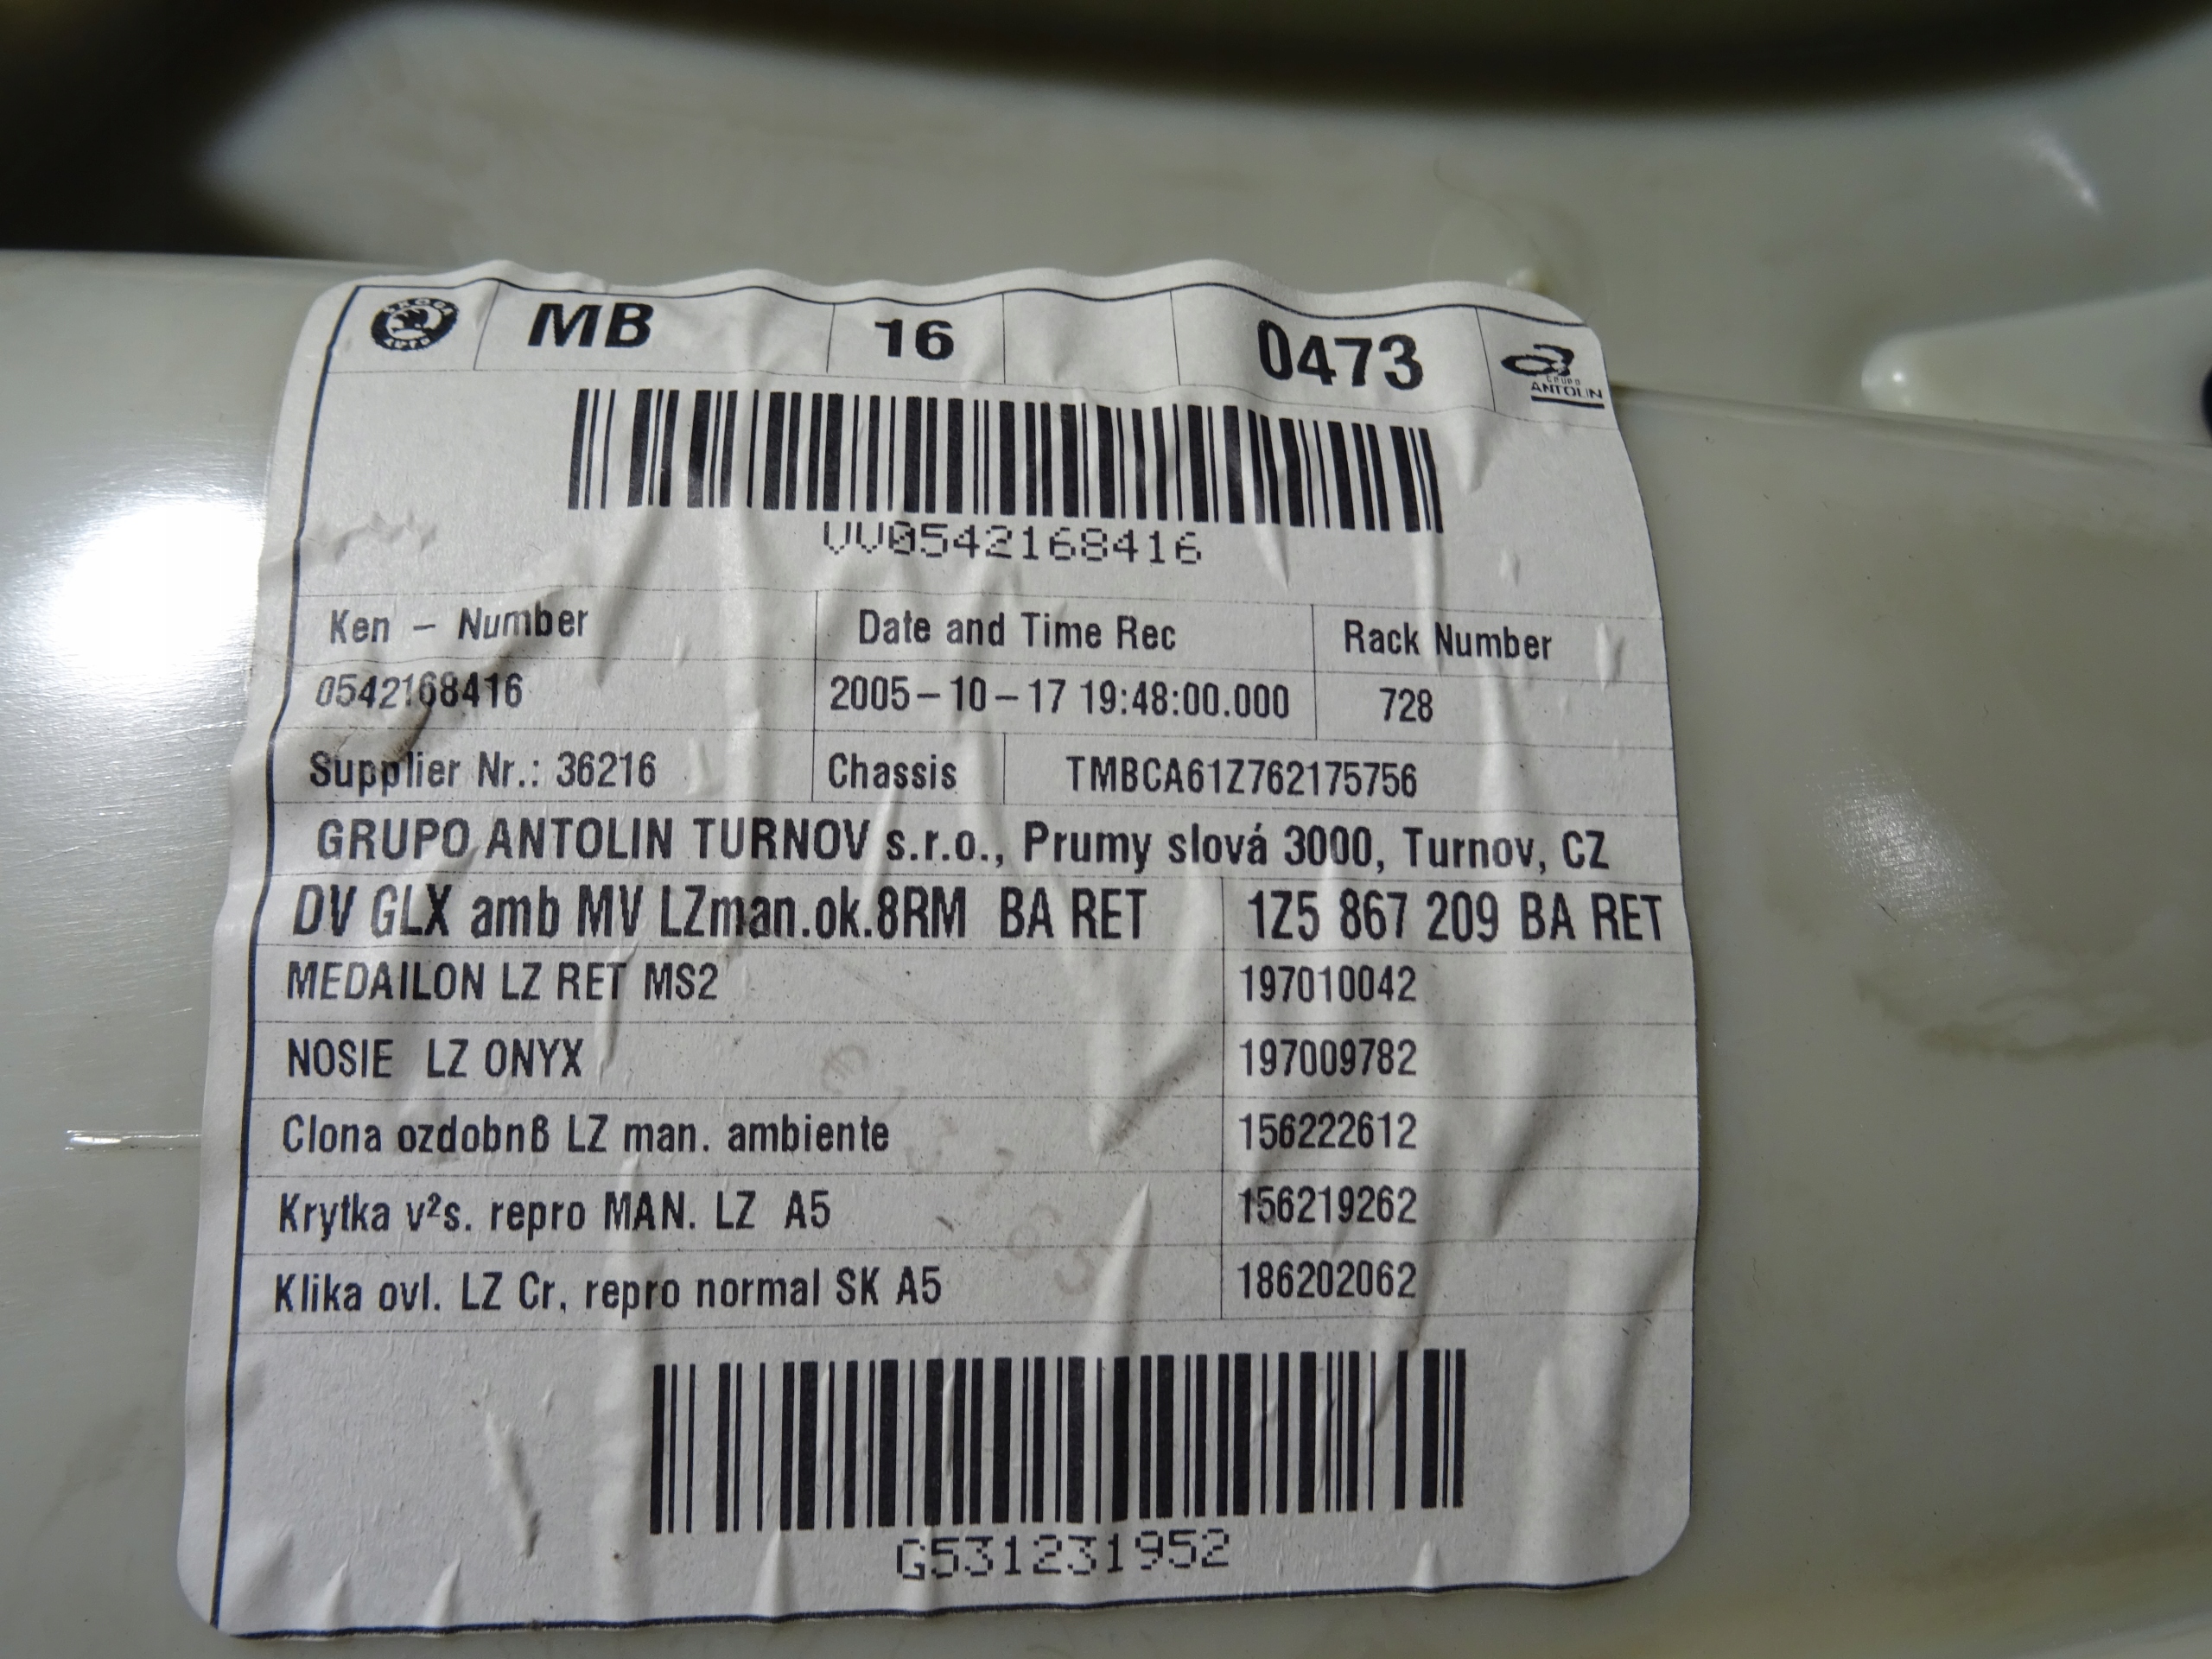 ŠKODA AUTO MB 16 0473 GRUPO ANTOLIN
VV0542168416
Ken - Number Date and Time Rec Rack Number
0542168416 2005-10-17 19:48:00.000 728
Supplier Nr.: 36216 Chassis TMBCA61Z762175756
GRUPO ANTOLIN TURNOV s.r.o., Prumy slová 3000, Turnov, CZ
DV GLX amb MV LZman.ok.8RM BA RET 1Z5 867 209 BA RET
MEDAILON LZ RET MS2 197010042
NOSIE LZ ONYX 197009782
Clona ozdobnß LZ man. ambiente 156222612
Krytka v²s. repro MAN. LZ A5 156219262
Klika ovl. LZ Cr. repro normal SK A5 186202062
G531231952